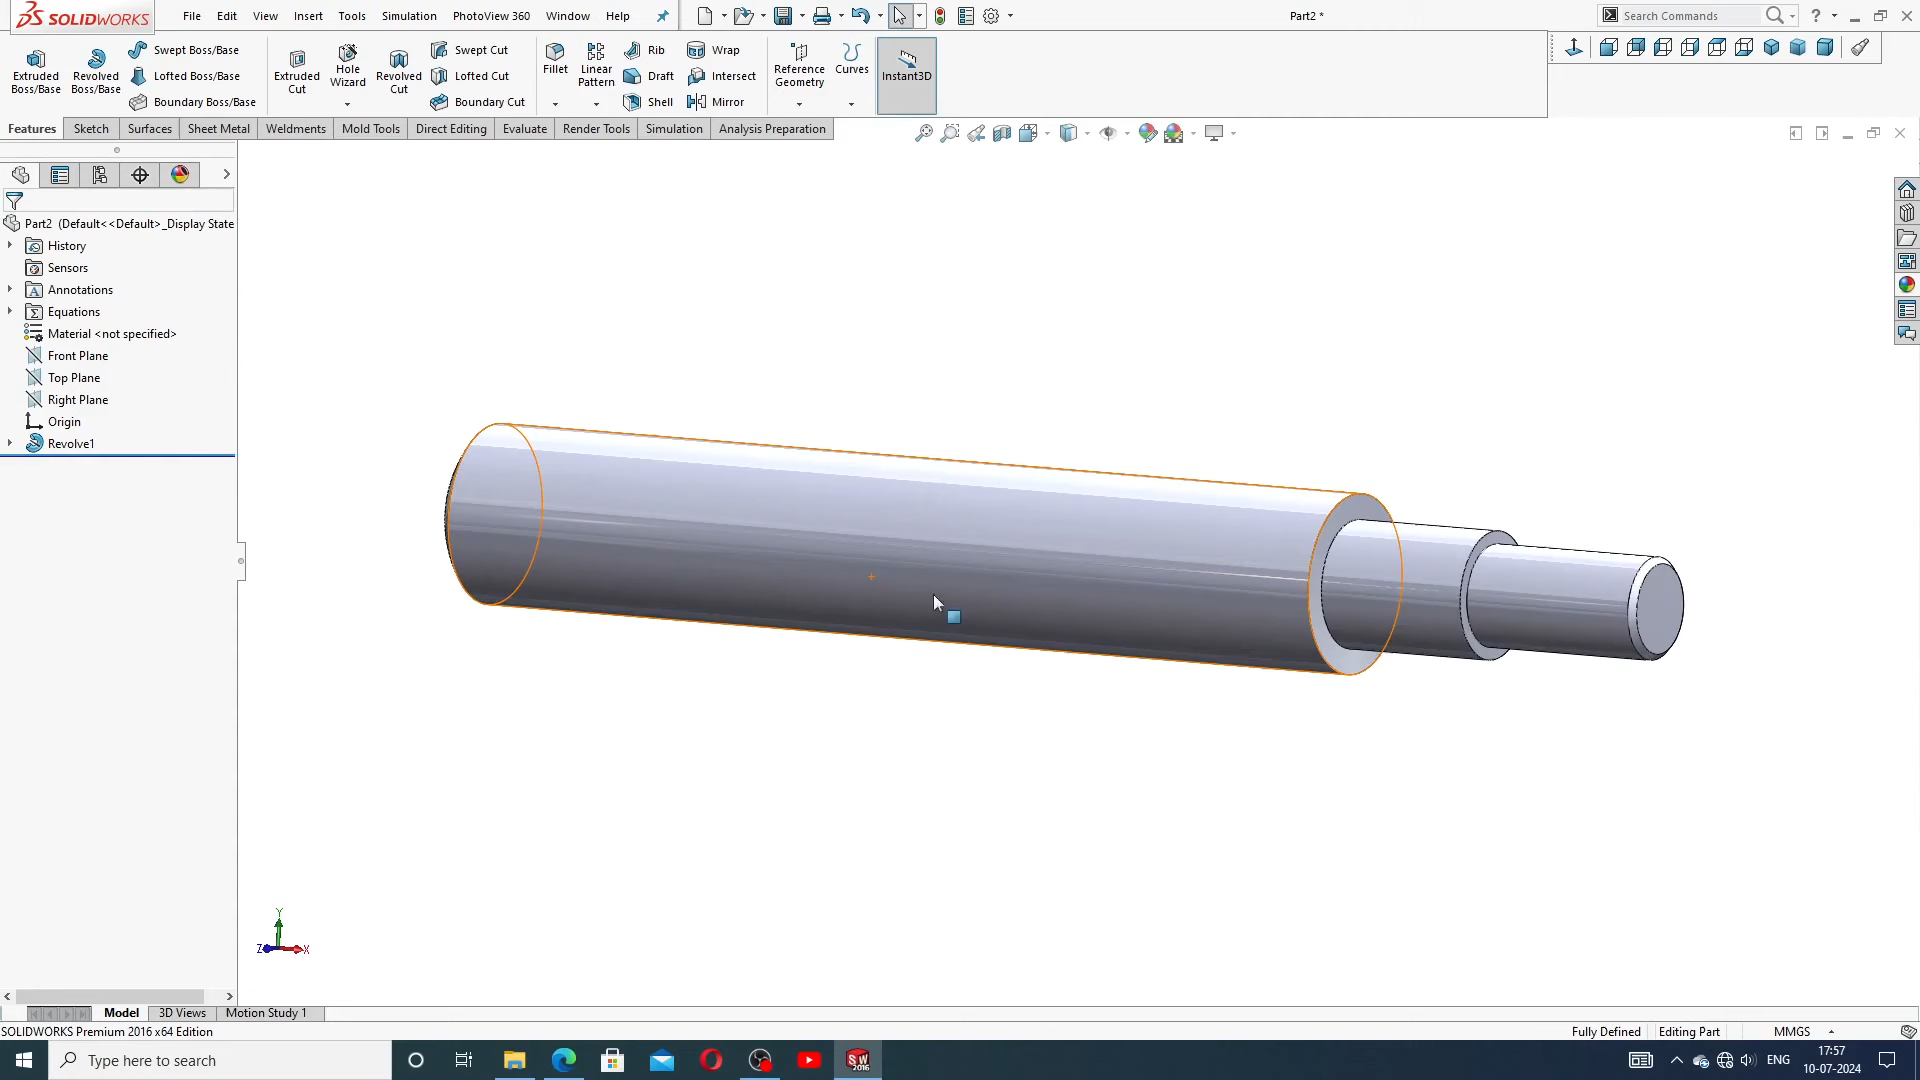 SOLIDWORKS
File Edit View Insert Tools Simulation PhotoView 360 Window Help
Part2 *
Search Commands
Extruded Boss/Base
Revolved Boss/Base
Swept Boss/Base
Lofted Boss/Base
Boundary Boss/Base
Extruded Cut
Hole Wizard
Revolved Cut
Swept Cut
Lofted Cut
Boundary Cut
Fillet
Linear Pattern
Rib
Draft
Shell
Wrap
Intersect
Mirror
Reference Geometry
Curves
Instant3D
Features Sketch Surfaces Sheet Metal Weldments Mold Tools Direct Editing Evaluate Render Tools Simulation Analysis Preparation
Part2 (Default<<Default>_Display State
History
Sensors
Annotations
Equations
Material <not specified>
Front Plane
Top Plane
Right Plane
Origin
Revolve1
Y
Z X
Model 3D Views Motion Study 1
SOLIDWORKS Premium 2016 x64 Edition
Fully Defined Editing Part MMGS
Type here to search
SW 2016
ENG
17:57
10-07-2024